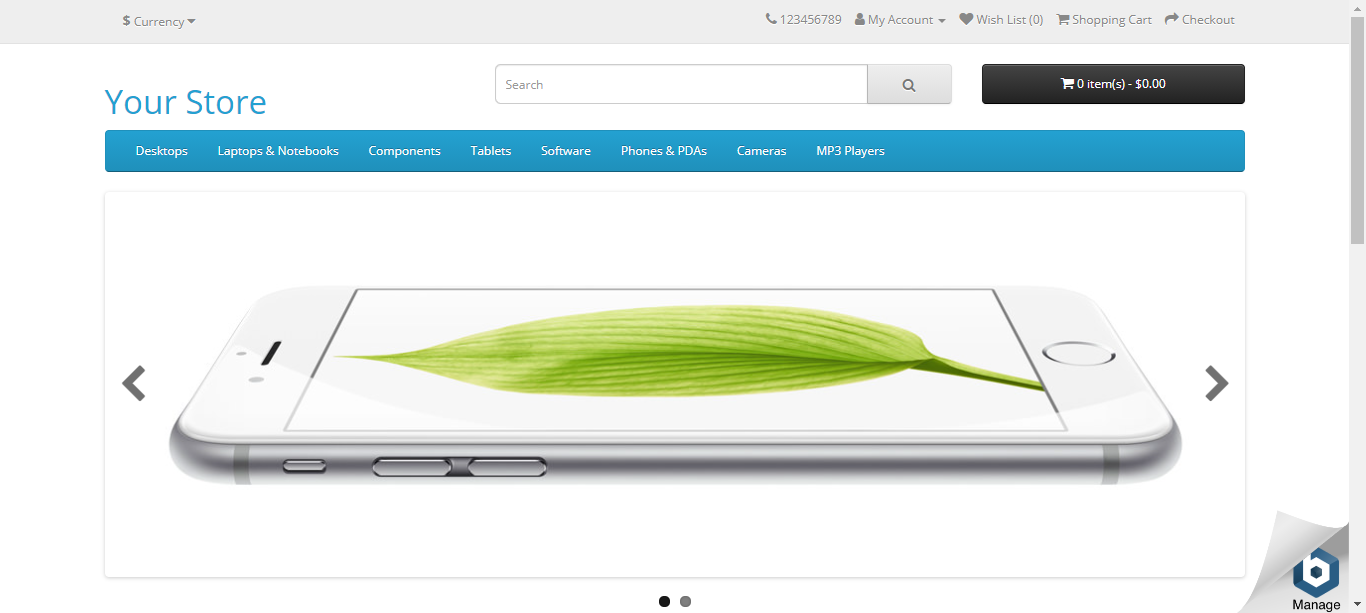 $ Currency
123456789 My Account Wish List (0) Shopping Cart Checkout
Your Store
Search
0 item(s) - $0.00
Desktops Laptops & Notebooks Components Tablets Software Phones & PDAs Cameras MP3 Players
Manage